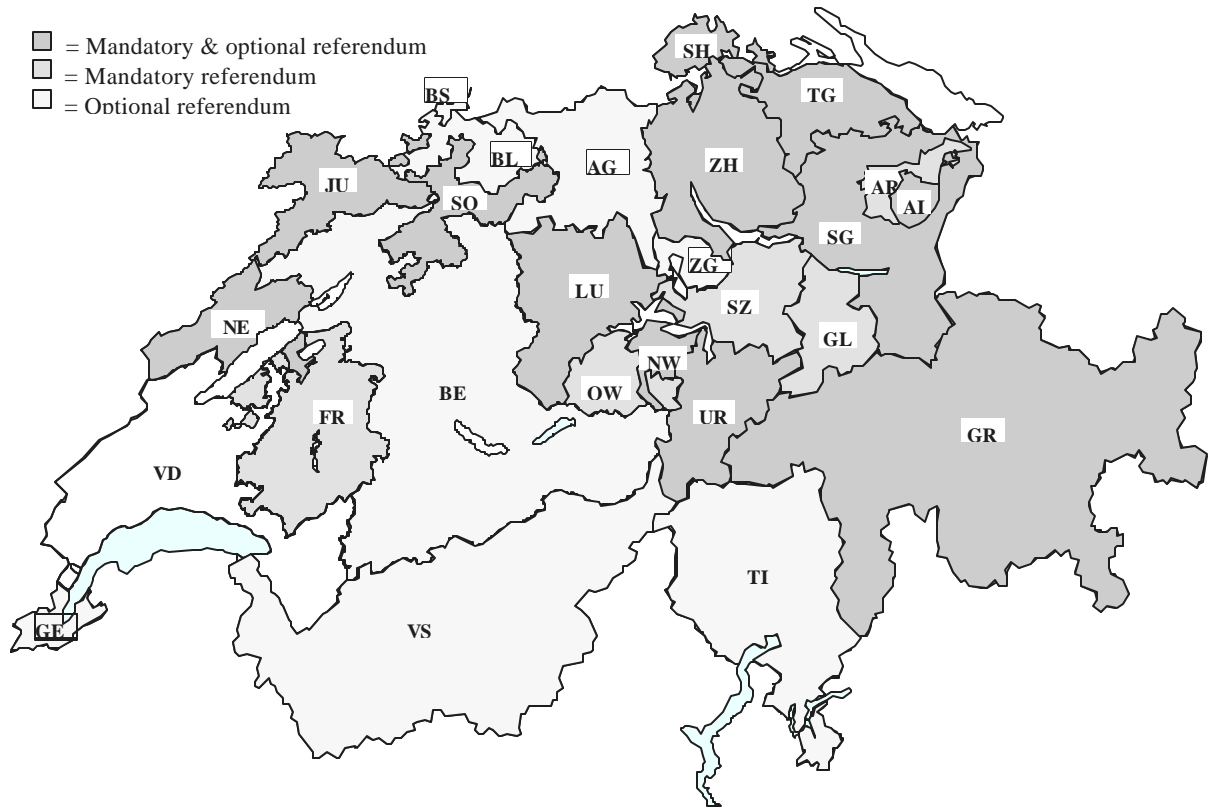 = Mandatory & optional referendum
= Mandatory referendum
= Optional referendum
SH
BS
TG
BL
AG
ZH
JU
AR
SO
AI
SG
ZG
LU
SZ
NE
GL
NW
BE
OW
FR
UR
GR
VD
TI
GE
VS